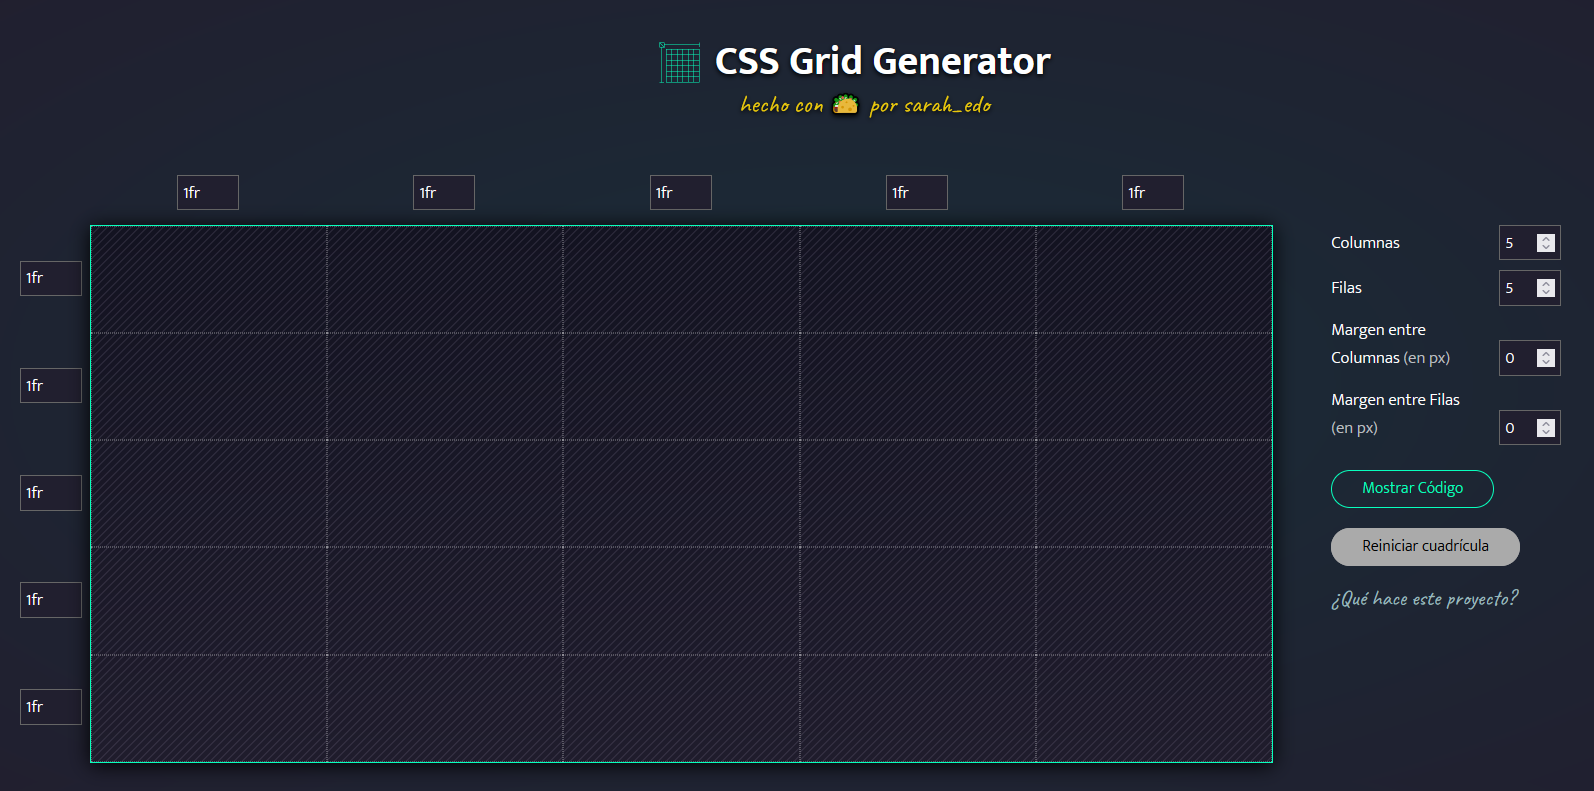 CSS Grid Generator
hecho con por sarah_edo
1fr 1fr 1fr 1fr 1fr
1fr
1fr
1fr
1fr
1fr
Columnas 5
Filas 5
Margen entre
Columnas (en px) 0
Margen entre Filas
(en px) 0
Mostrar Código
Reiniciar cuadrícula
¿Qué hace este proyecto?